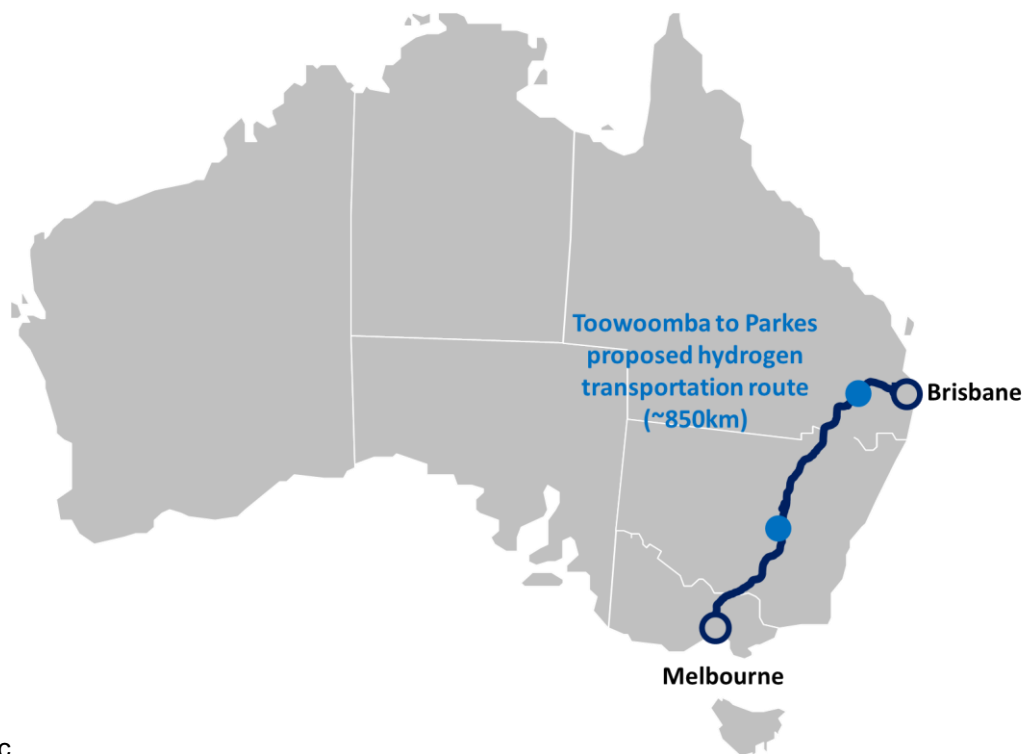 Toowoomba to Parkes
proposed hydrogen
transportation route
(~850km)
Brisbane
Melbourne
c